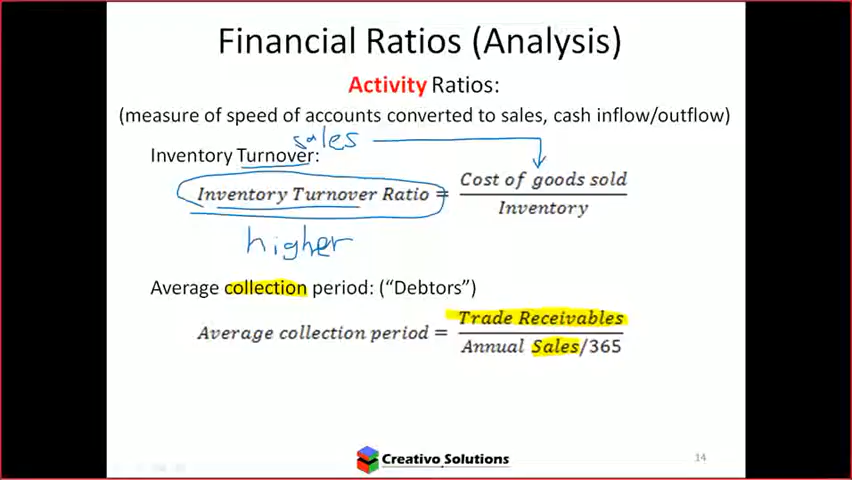 Financial Ratios (Analysis)
Activity Ratios:
(measure of speed of accounts converted to sales, cash inflow/outflow)
sales
Inventory Turnover:
Inventory Turnover Ratio = Cost of goods sold
Inventory
higher
Average collection period: (“Debtors”)
Average collection period = Trade Receivables
Annual Sales/365
Creativo Solutions
14